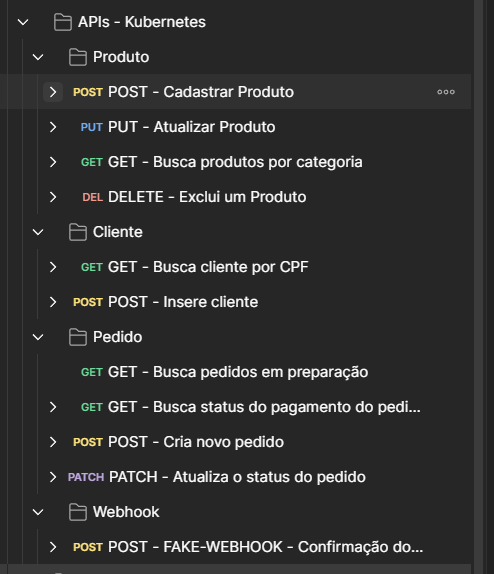 APIs - Kubernetes
Produto
POST POST - Cadastrar Produto
PUT PUT - Atualizar Produto
GET GET - Busca produtos por categoria
DEL DELETE - Exclui um Produto
Cliente
GET GET - Busca cliente por CPF
POST POST - Insere cliente
Pedido
GET GET - Busca pedidos em preparação
GET GET - Busca status do pagamento do pedi...
POST POST - Cria novo pedido
PATCH PATCH - Atualiza o status do pedido
Webhook
POST POST - FAKE-WEBHOOK - Confirmação do...